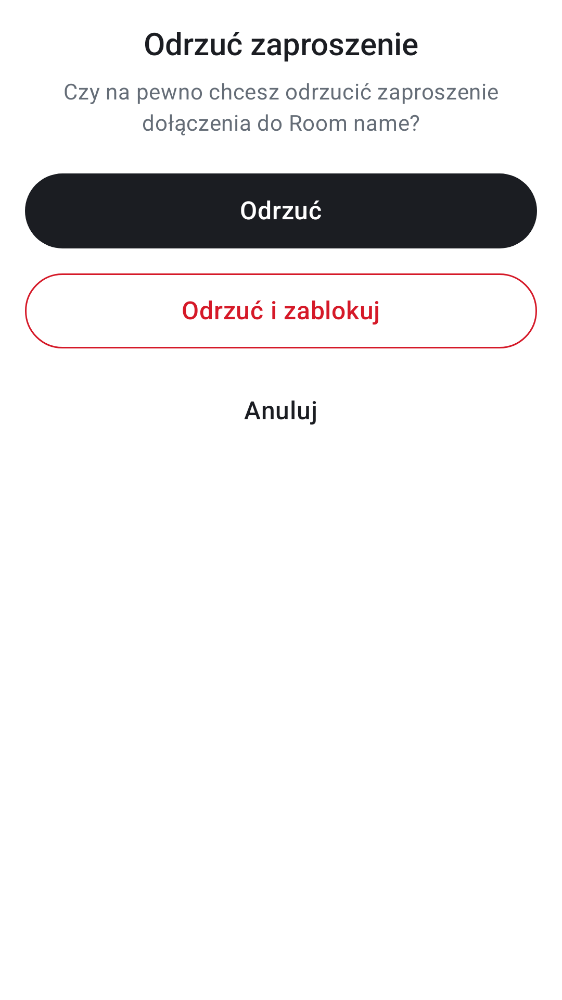 Odrzuć zaproszenie
Czy na pewno chcesz odrzucić zaproszenie
dołączenia do Room name?
Odrzuć
Odrzuć i zablokuj
Anuluj